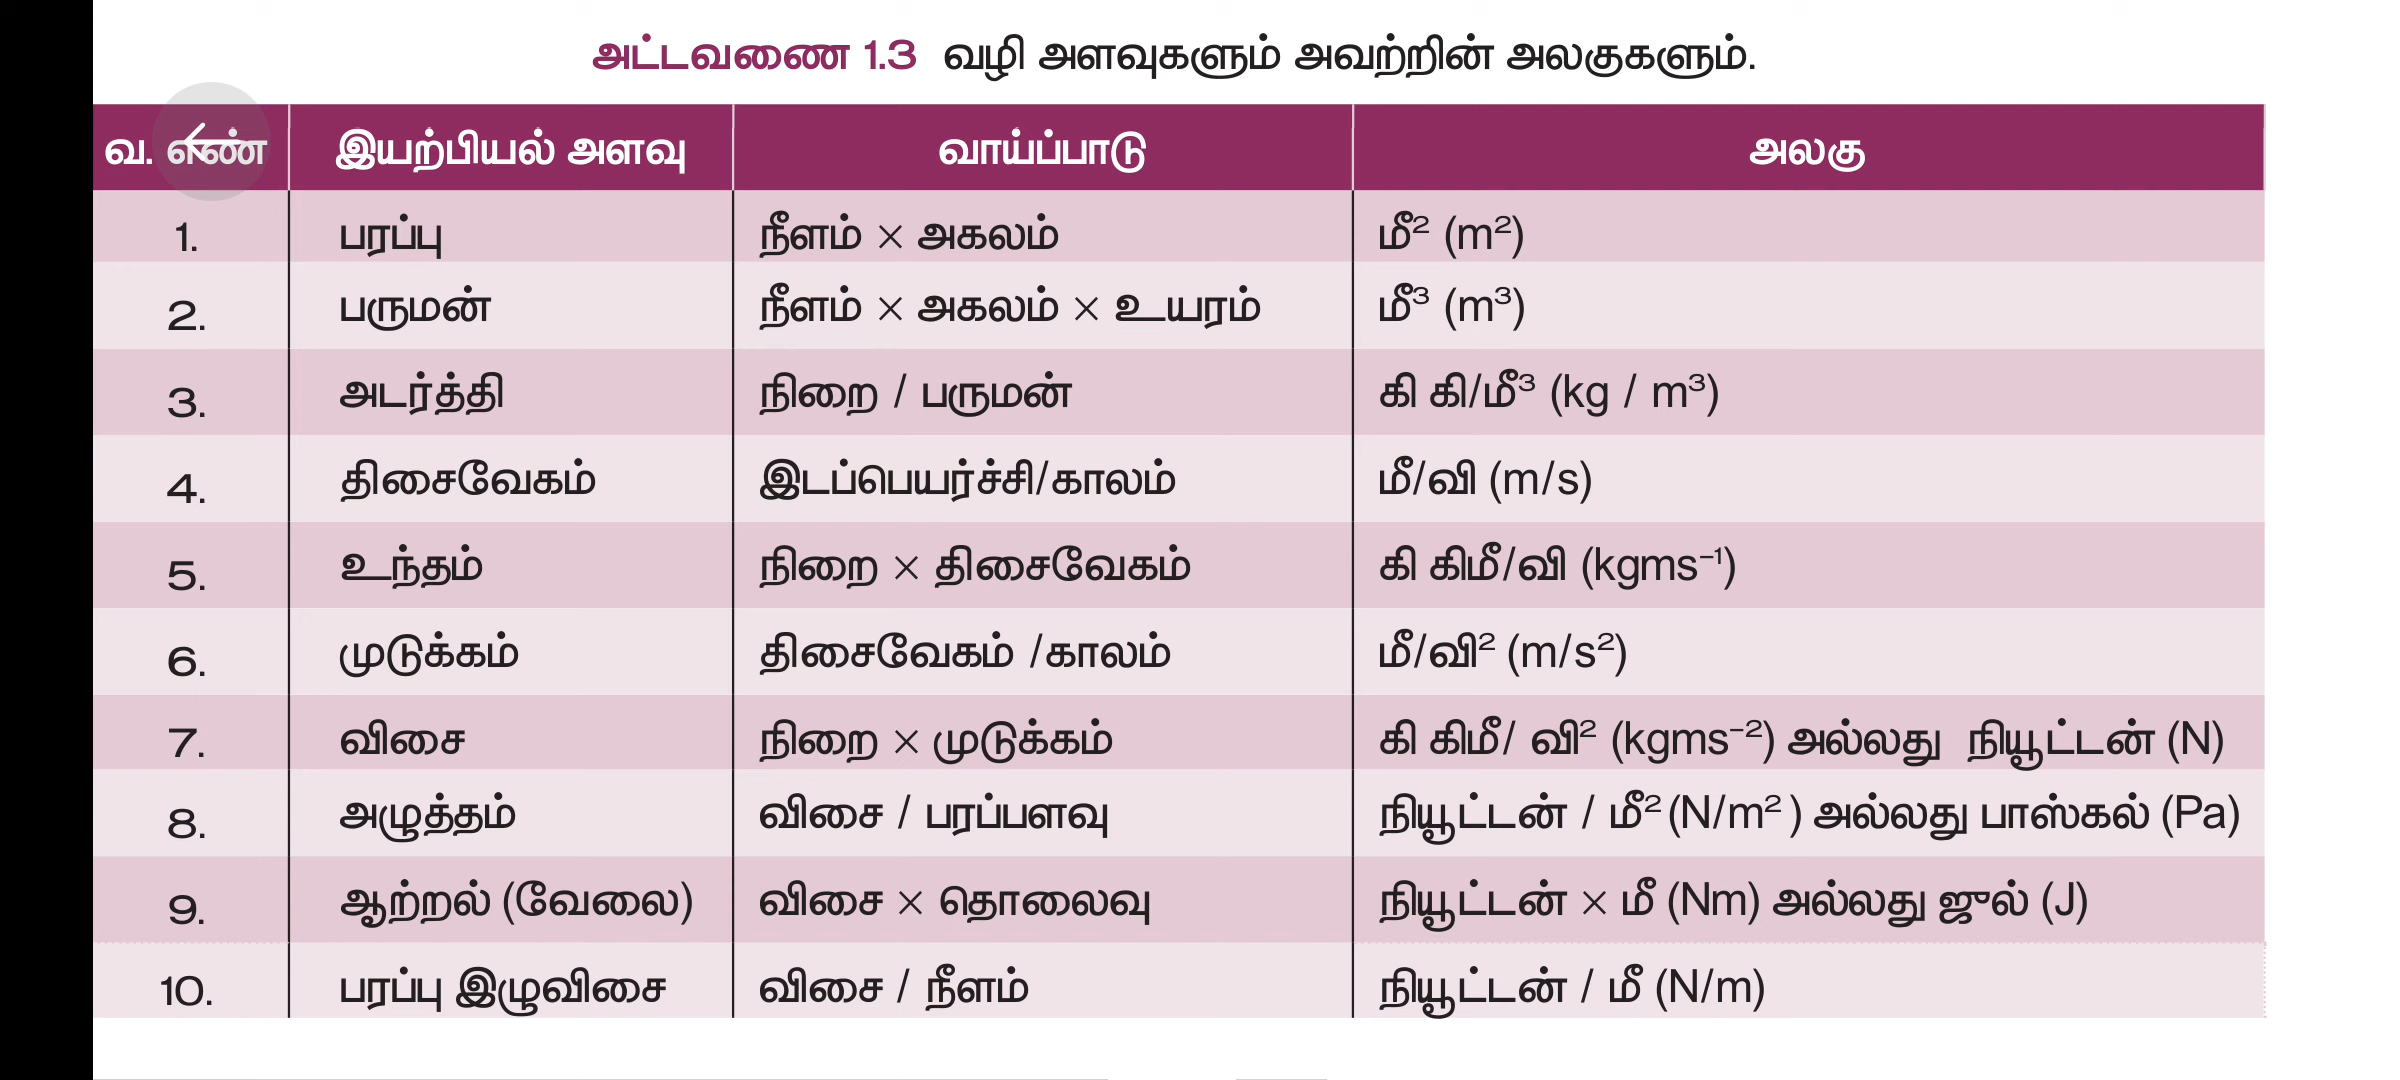 அட்டவணை 1.3 வழி அளவுகளும் அவற்றின் அலகுகளும்.
வ. எண் இயற்பியல் அளவு வாய்ப்பாடு அலகு
1. பரப்பு நீளம் × அகலம் மீ² (m²)
2. பருமன் நீளம் × அகலம் × உயரம் மீ³ (m³)
3. அடர்த்தி நிறை / பருமன் கி கி/மீ³ (kg / m³)
4. திசைவேகம் இடப்பெயர்ச்சி/காலம் மீ/வி (m/s)
5. உந்தம் நிறை × திசைவேகம் கி கிமீ/வி (kgms⁻¹)
6. முடுக்கம் திசைவேகம் /காலம் மீ/வி² (m/s²)
7. விசை நிறை × முடுக்கம் கி கிமீ/ வி² (kgms⁻²) அல்லது நியூட்டன் (N)
8. அழுத்தம் விசை / பரப்பளவு நியூட்டன் / மீ² (N/m² ) அல்லது பாஸ்கல் (Pa)
9. ஆற்றல் (வேலை) விசை × தொலைவு நியூட்டன் × மீ (Nm) அல்லது ஜுல் (J)
10. பரப்பு இழுவிசை விசை / நீளம் நியூட்டன் / மீ (N/m)